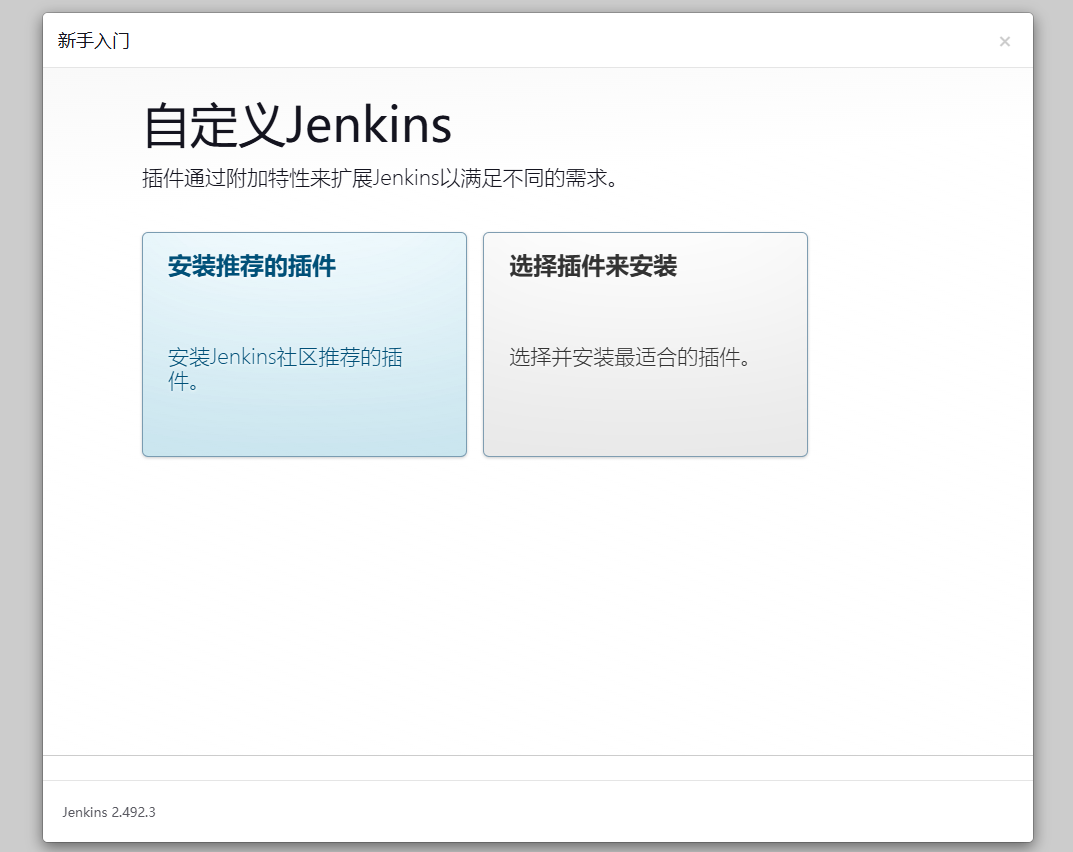 新手入门
×
自定义Jenkins
插件通过附加特性来扩展Jenkins以满足不同的需求。
安装推荐的插件
安装Jenkins社区推荐的插
件。
选择插件来安装
选择并安装最适合的插件。
Jenkins 2.492.3